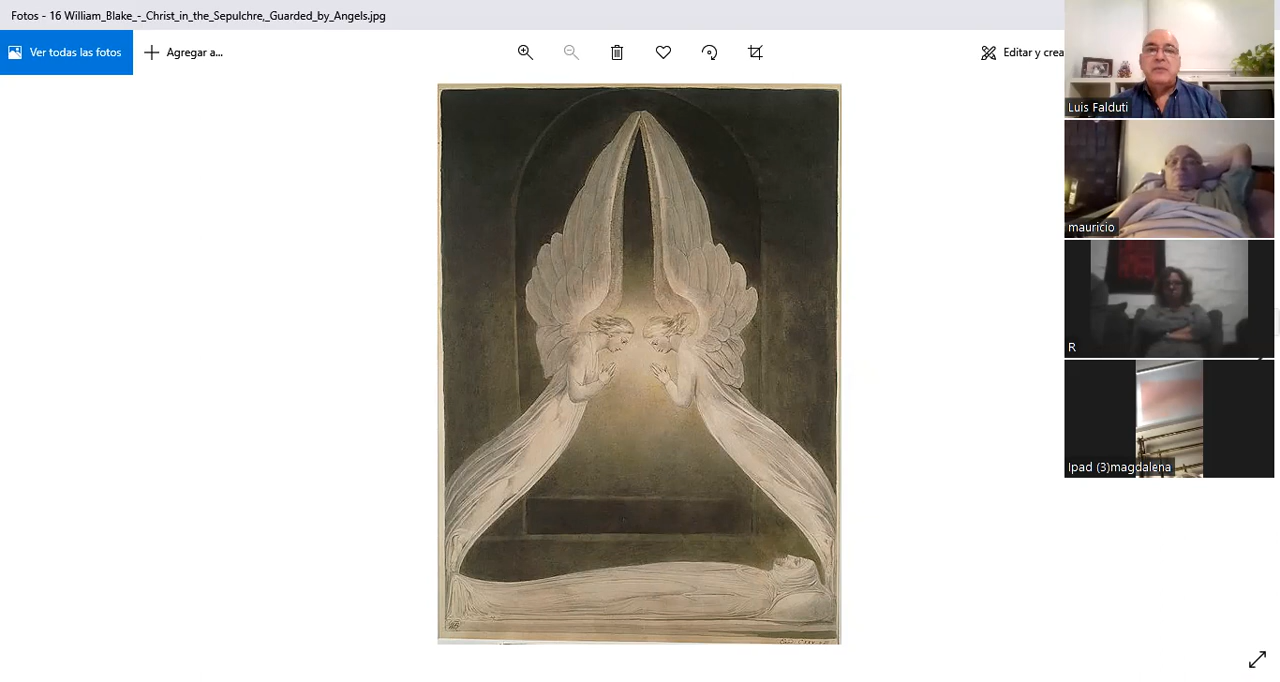 Fotos - 16 William_Blake_-_Christ_in_the_Sepulchre,_Guarded_by_Angels.jpg
Ver todas las fotos
Agregar a...
Editar y crea
Luis Falduti
mauricio
R
Ipad (3)magdalena